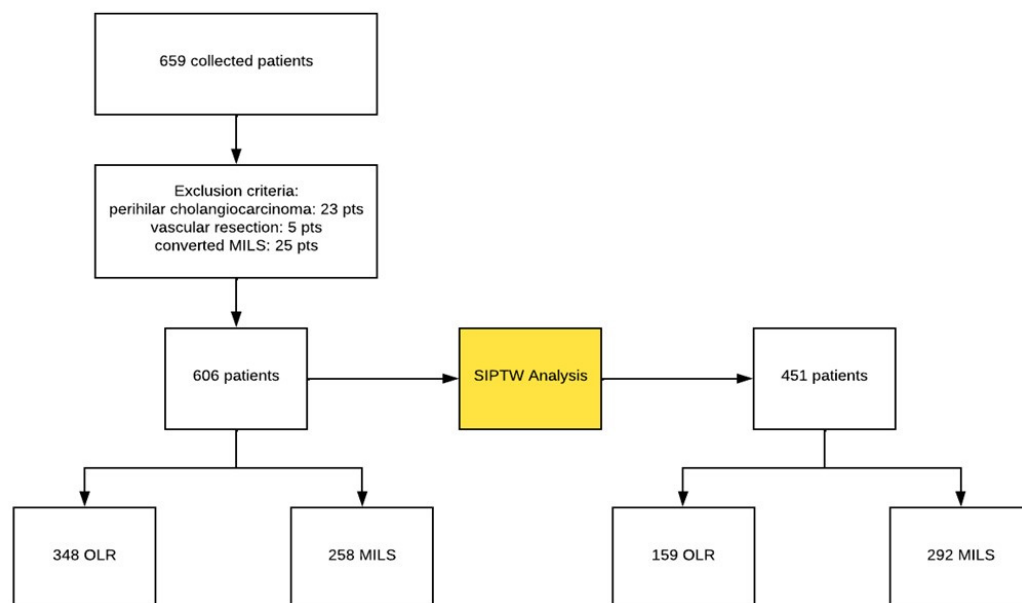 659 collected patients
Exclusion criteria:
perihilar cholangiocarcinoma: 23 pts
vascular resection: 5 pts
converted MILS: 25 pts
606 patients
SIPTW Analysis
451 patients
348 OLR
258 MILS
159 OLR
292 MILS